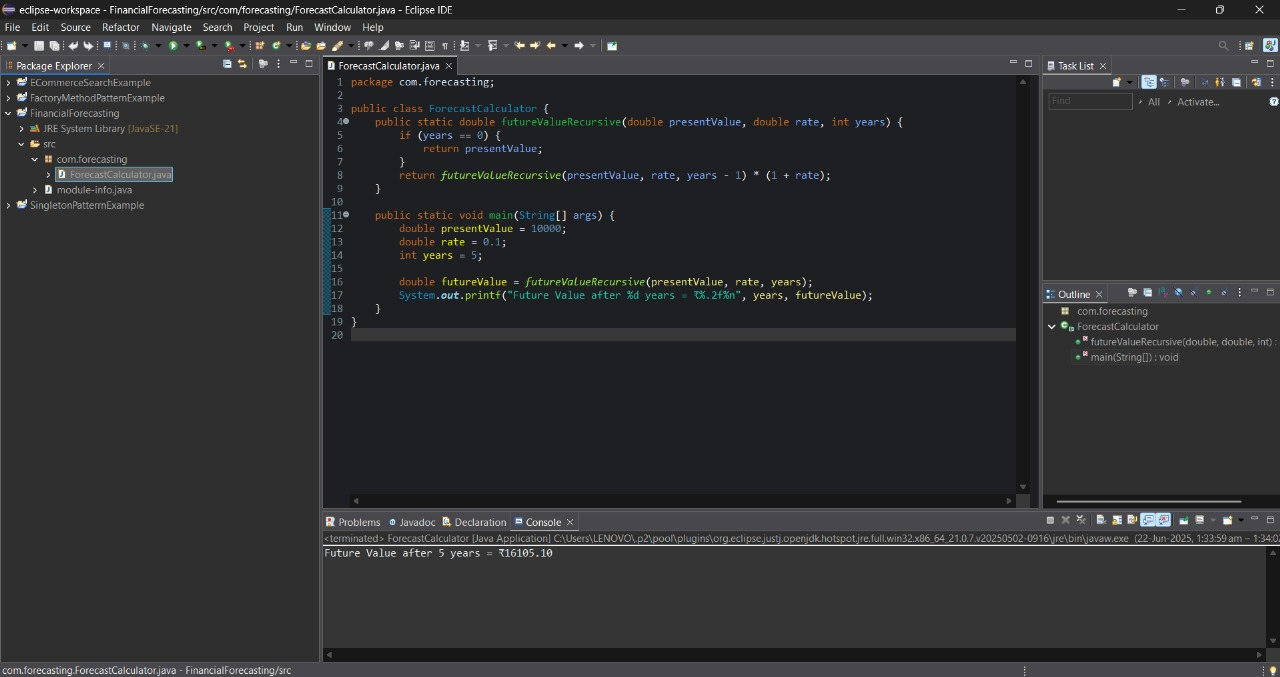 eclipse-workspace - FinancialForecasting/src/com/forecasting/ForecastCalculator.java - Eclipse IDE
File Edit Source Refactor Navigate Search Project Run Window Help
Package Explorer
ECommerceSearchExample
FactoryMethodPatternExample
FinancialForecasting
JRE System Library [JavaSE-21]
src
com.forecasting
ForecastCalculator.java
module-info.java
SingletonPatternExample
ForecastCalculator.java
1 package com.forecasting;
2
3 public class ForecastCalculator {
4 public static double futureValueRecursive(double presentValue, double rate, int years) {
5 if (years == 0) {
6 return presentValue;
7 }
8 return futureValueRecursive(presentValue, rate, years - 1) * (1 + rate);
9 }
10
11 public static void main(String[] args) {
12 double presentValue = 10000;
13 double rate = 0.1;
14 int years = 5;
15
16 double futureValue = futureValueRecursive(presentValue, rate, years);
17 System.out.printf("Future Value after %d years = ₹%.2f%n", years, futureValue);
18 }
19 }
20
Task List
Find All Activate...
Outline
com.forecasting
ForecastCalculator
futureValueRecursive(double, double, int) :
main(String[]) : void
Problems Javadoc Declaration Console
<terminated> ForecastCalculator [Java Application] C:\Users\LENOVO\.p2\pool\plugins\org.eclipse.justj.openjdk.hotspot.jre.full.win32.x86_64_21.0.7.v20250502-0916\jre\bin\javaw.exe (22-Jun-2025, 1:33:59 am – 1:34:02
Future Value after 5 years = ₹16105.10
com.forecasting.ForecastCalculator.java - FinancialForecasting/src